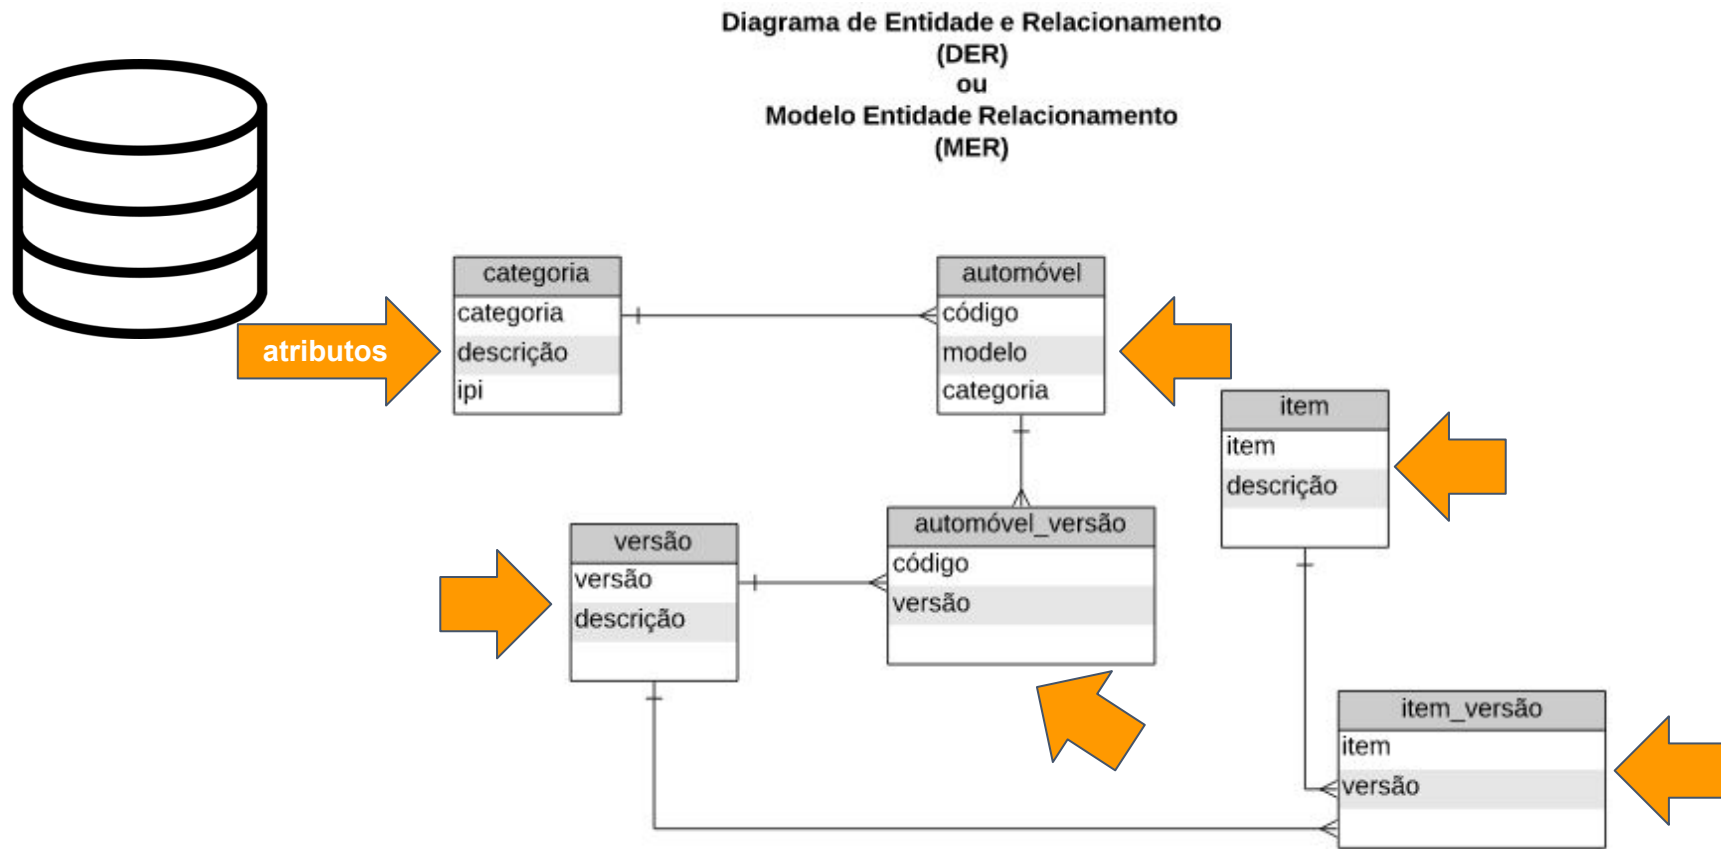 Diagrama de Entidade e Relacionamento
(DER)
ou
Modelo Entidade Relacionamento
(MER)
atributos
categoria
categoria
descrição
ipi
automóvel
código
modelo
categoria
item
item
descrição
versão
versão
descrição
automóvel_versão
código
versão
item_versão
item
versão